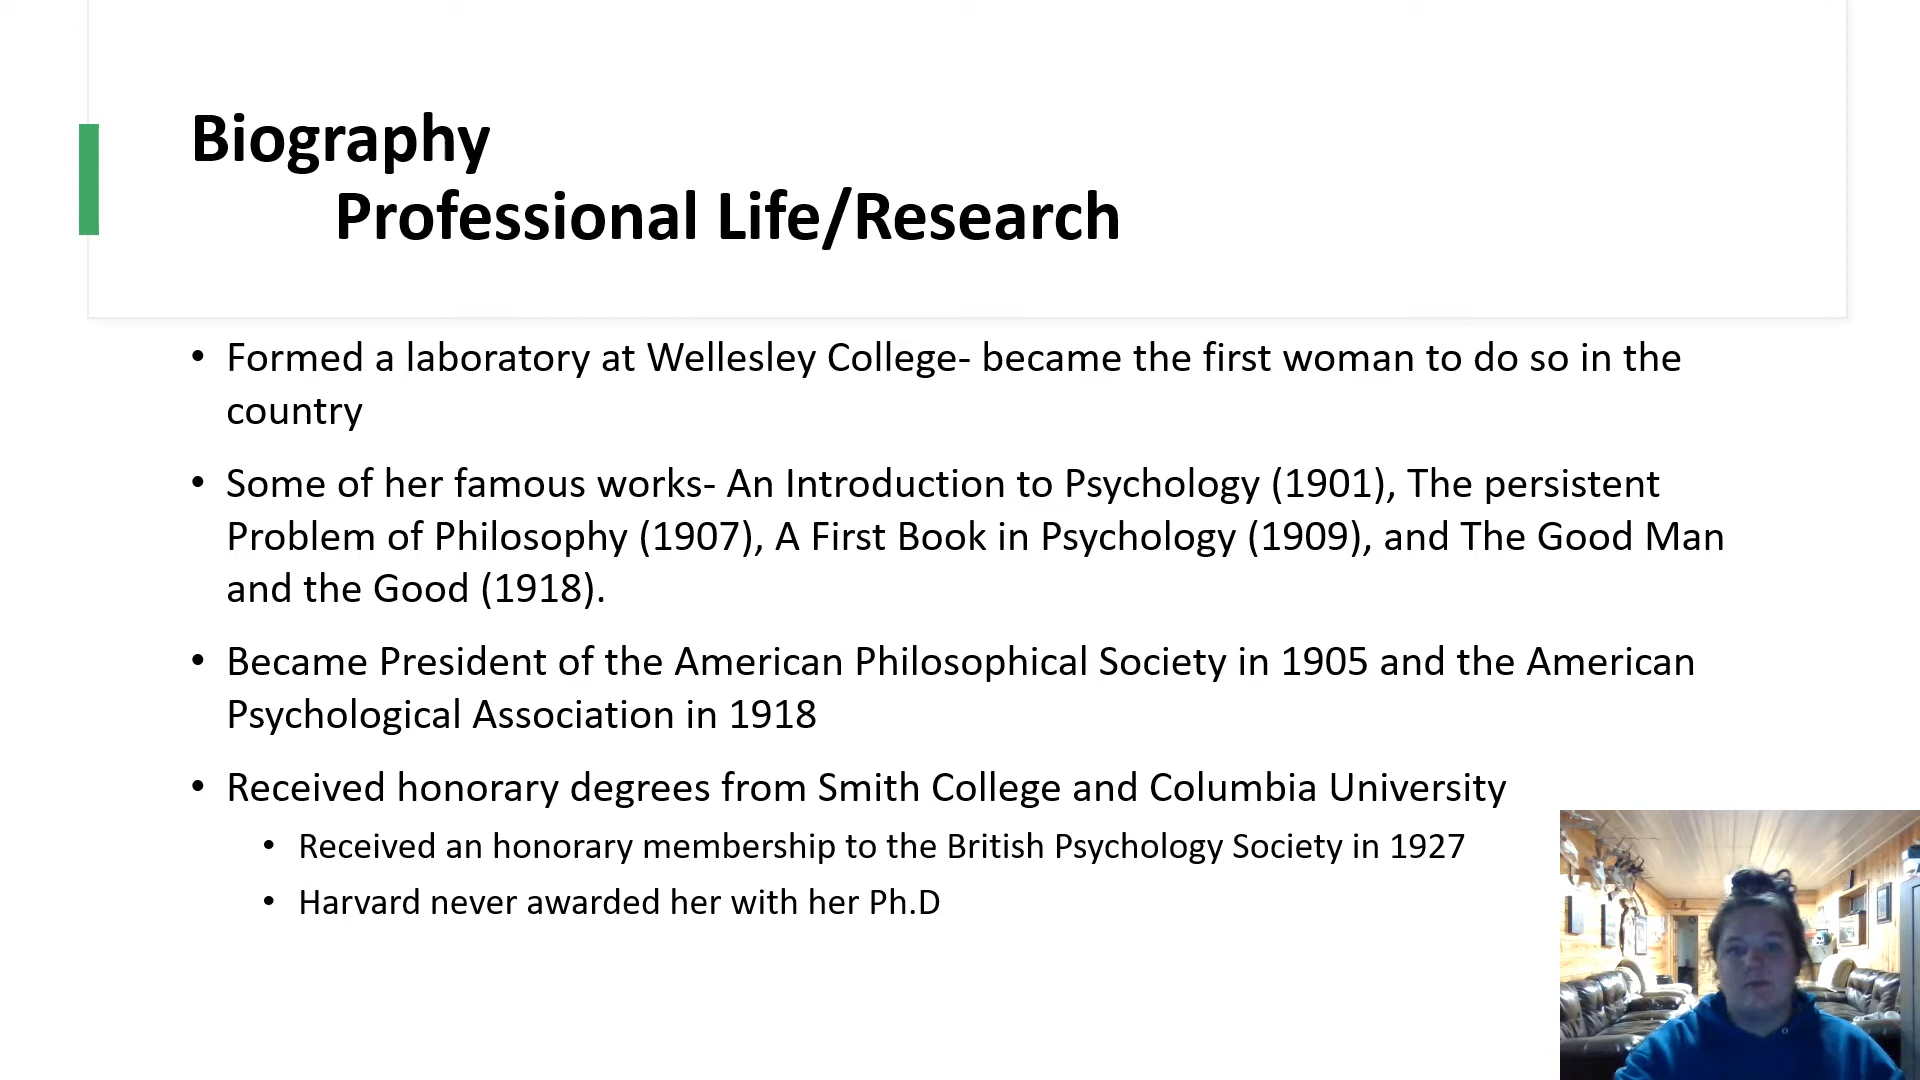 Biography
Professional Life/Research
• Formed a laboratory at Wellesley College- became the first woman to do so in the
country
• Some of her famous works- An Introduction to Psychology (1901), The persistent
Problem of Philosophy (1907), A First Book in Psychology (1909), and The Good Man
and the Good (1918).
• Became President of the American Philosophical Society in 1905 and the American
Psychological Association in 1918
• Received honorary degrees from Smith College and Columbia University
• Received an honorary membership to the British Psychology Society in 1927
• Harvard never awarded her with her Ph.D